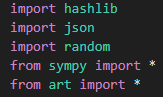 import hashlib
import json
import random
from sympy import *
from art import *